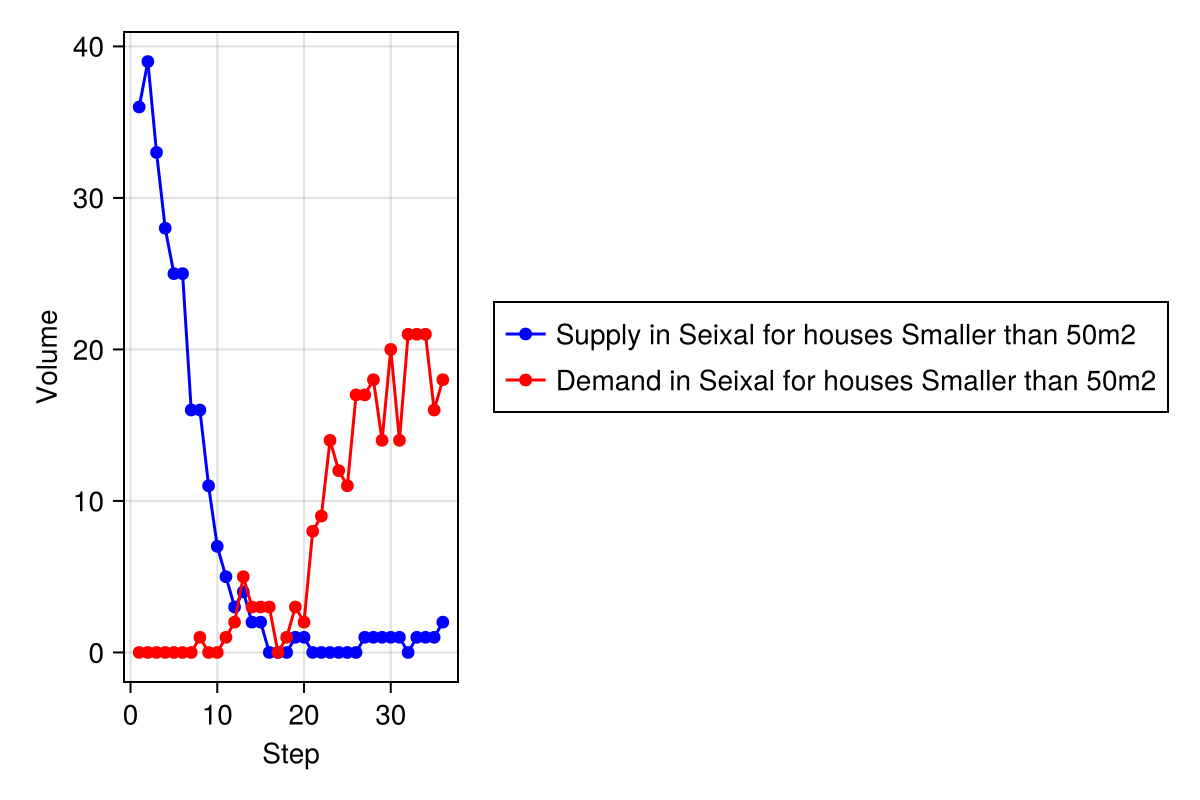 40
30
20
10
0
Volume
0 10 20 30
Step
Supply in Seixal for houses Smaller than 50m2
Demand in Seixal for houses Smaller than 50m2